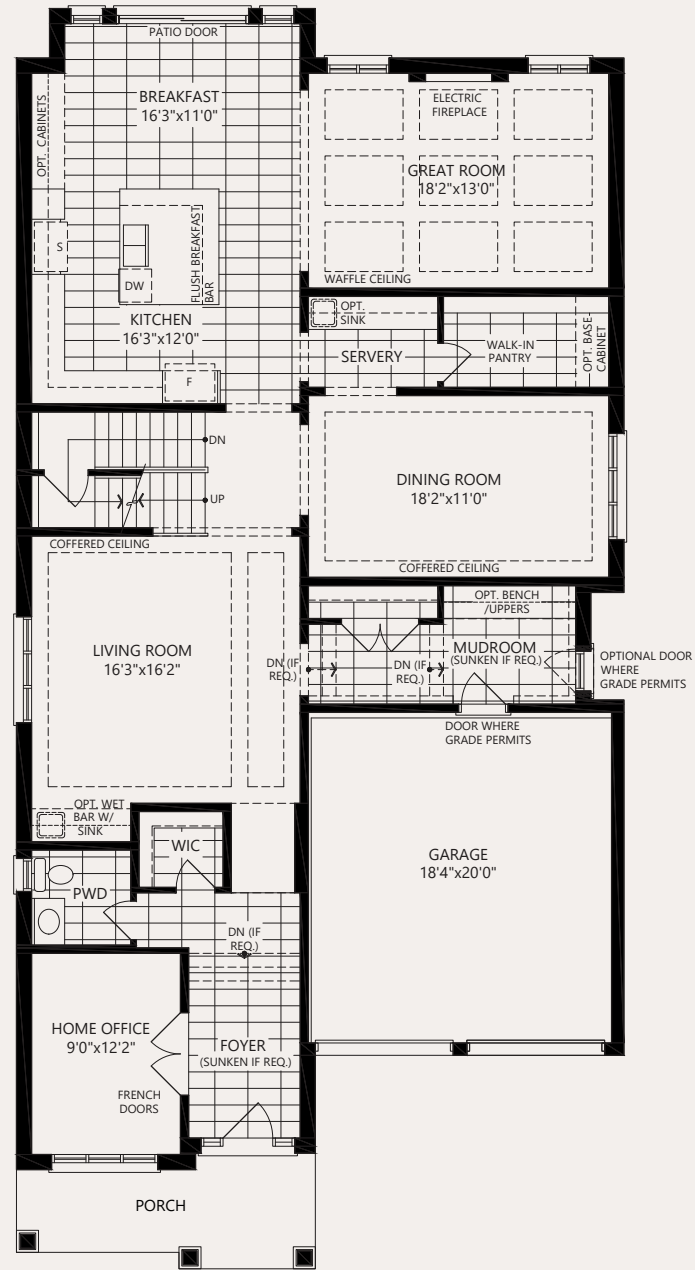 PATIO DOOR
BREAKFAST
16'3"x11'0"
OPT. CABINETS
ELECTRIC
FIREPLACE
GREAT ROOM
18'2"x13'0"
WAFFLE CEILING
S
DW
FLUSH BREAKFAST
BAR
KITCHEN
16'3"x12'0"
F
OPT.
SINK
SERVERY
WALK-IN
PANTRY
OPT. BASE-
CABINET
DN
UP
DINING ROOM
18'2"x11'0"
COFFERED CEILING
COFFERED CEILING
LIVING ROOM
16'3"x16'2"
OPT. BENCH
/UPPERS
MUDROOM
(SUNKEN IF REQ.)
DN (IF
REQ.)
DN (IF
REQ.)
OPTIONAL DOOR
WHERE
GRADE PERMITS
DOOR WHERE
GRADE PERMITS
OPT. WET
BAR W/
SINK
WIC
PWD
GARAGE
18'4"x20'0"
DN (IF
REQ.)
HOME OFFICE
9'0"x12'2"
FRENCH
DOORS
FOYER
(SUNKEN IF REQ.)
PORCH